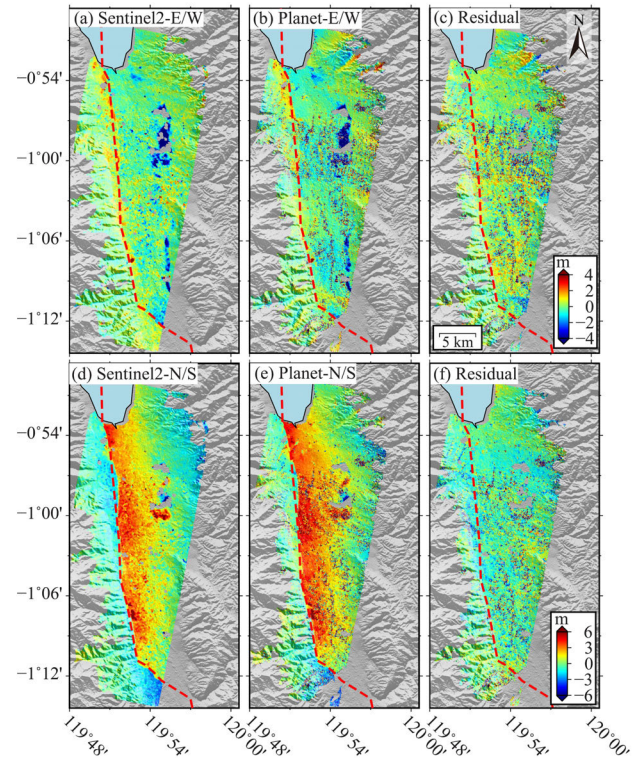 (a) Sentinel2-E/W
(b) Planet-E/W
(c) Residual
N
−0°54'
−1°00'
−1°06'
−1°12'
m
4
2
0
−2
−4
5 km
(d) Sentinel2-N/S
(e) Planet-N/S
(f) Residual
−0°54'
−1°00'
−1°06'
−1°12'
m
6
3
0
−3
−6
119°48'
119°54'
120°00'
119°48'
119°54'
120°00'
119°48'
119°54'
120°00'